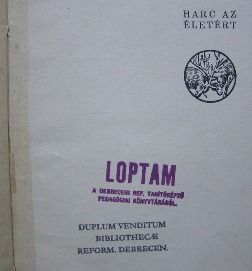 HARC AZ
ÉLETÉRT
LOPTAM
A DEBRECENI REF. TANÍTÓKÉPZŐ
PEDAGÓGIAI KÖNYVTÁRÁBÓL.
DUPLUM VENDITUM
BIBLIOTHECÆ
REFORM. DEBRECEN.